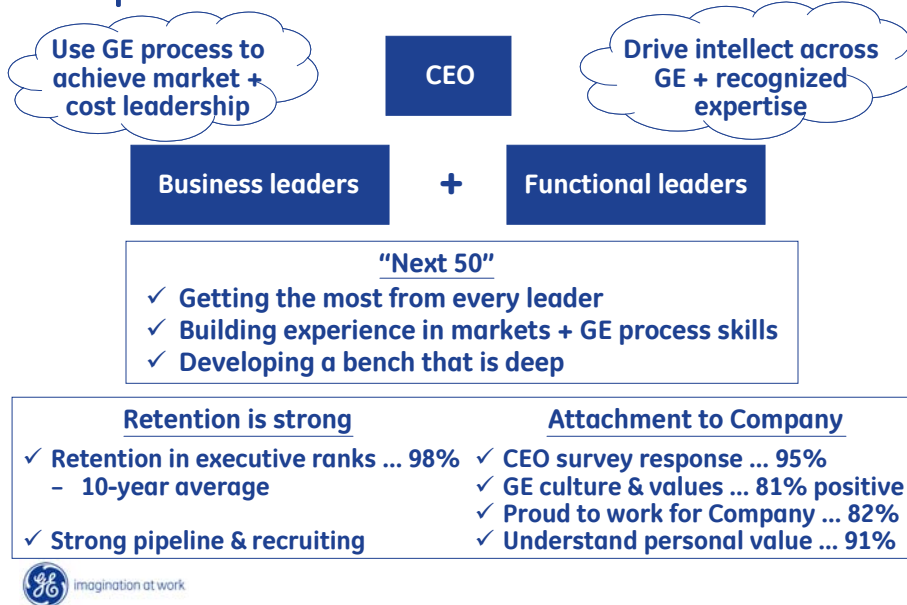 Use GE process to
achieve market +
cost leadership
CEO
Drive intellect across
GE + recognized
expertise
Business leaders
+
Functional leaders
“Next 50”
✓ Getting the most from every leader
✓ Building experience in markets + GE process skills
✓ Developing a bench that is deep
Retention is strong
✓ Retention in executive ranks ... 98%
– 10-year average
✓ Strong pipeline & recruiting
Attachment to Company
✓ CEO survey response ... 95%
✓ GE culture & values ... 81% positive
✓ Proud to work for Company ... 82%
✓ Understand personal value ... 91%
GE imagination at work